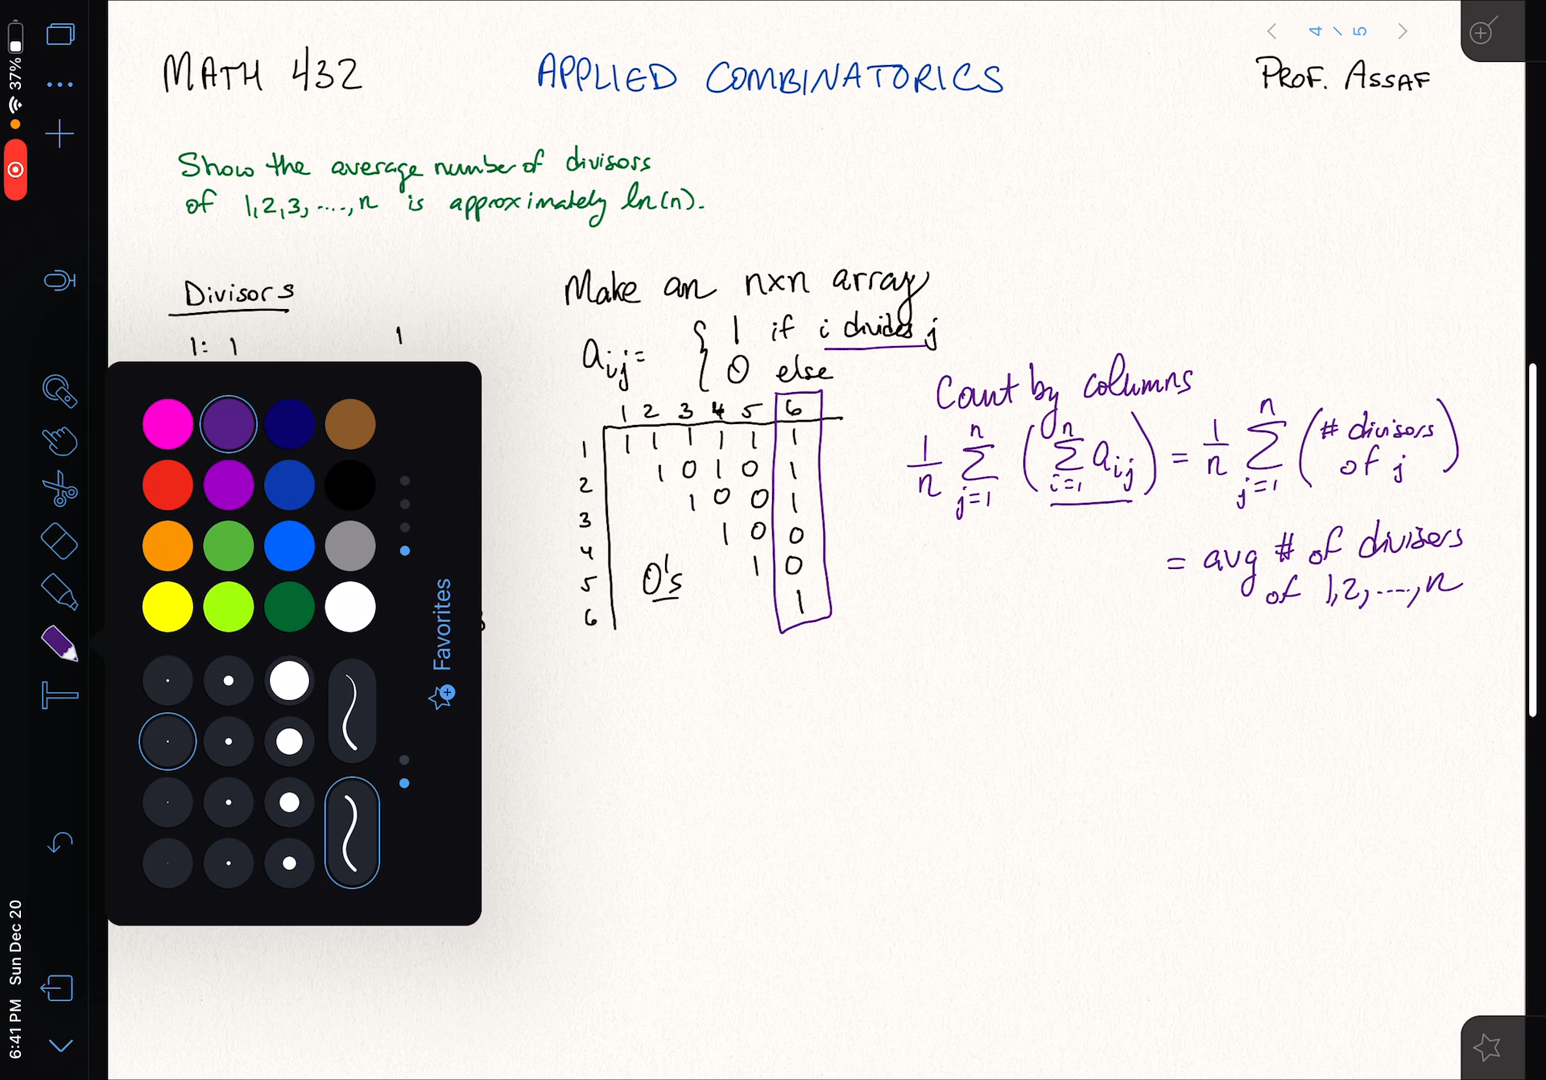 MATH 432 APPLIED COMBINATORICS PROF. ASSAF
4 \ 5
Show the average number of divisors
of 1,2,3, ...., n is approximately ln(n).
Divisors
1: 1 1
Make an n×n array
a_ij = { 1 if i divides j
0 else
1 2 3 4 5 6
1 1 1 1 1 1 1
2 1 0 1 0 1
3 1 0 0 1
4 1 0 0
5 0's 1 0
6 1
Count by columns
1/n Σ_{j=1}^{n} ( Σ_{i=1}^{n} a_ij ) = 1/n Σ_{j=1}^{n} ( # divisors of j )
= avg # of divisers
of 1,2,....,n
Favorites
37%
6:41 PM Sun Dec 20